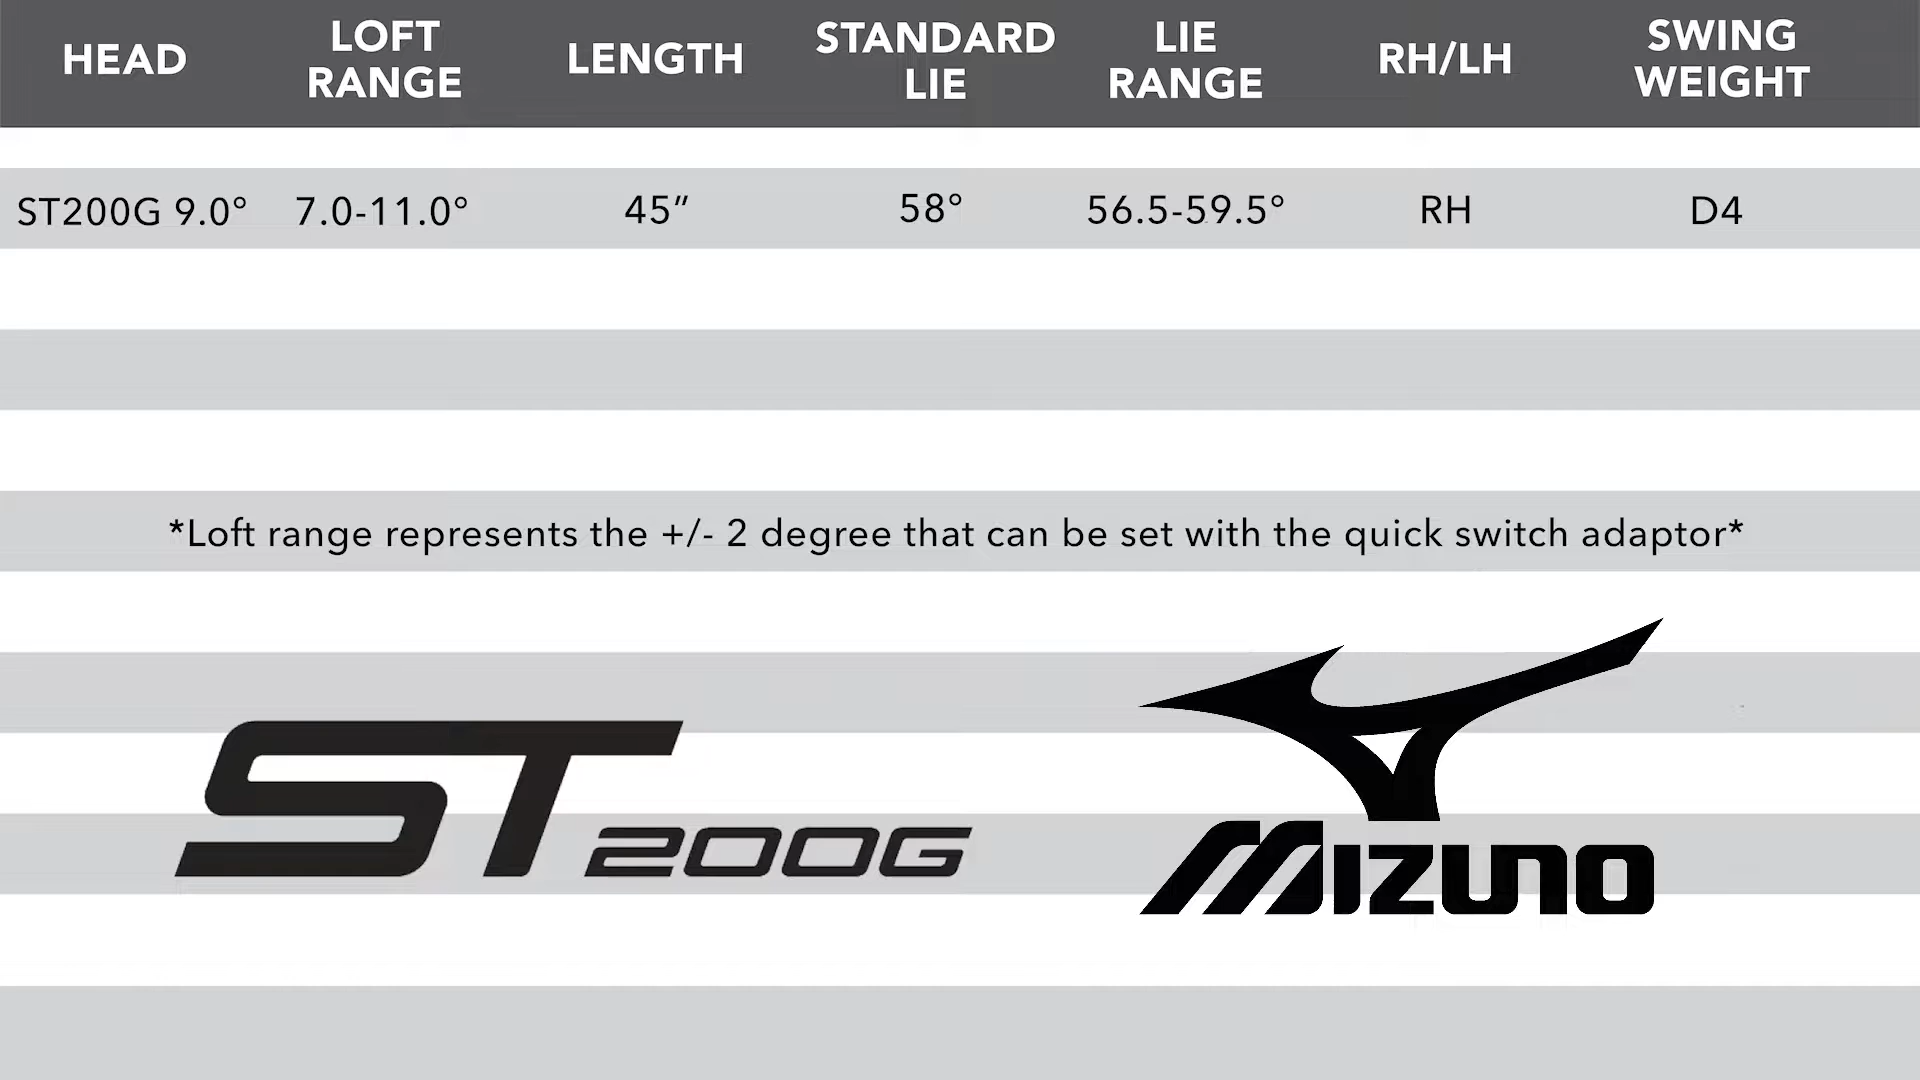 HEAD
LOFT RANGE
LENGTH
STANDARD LIE
LIE RANGE
RH/LH
SWING WEIGHT
ST200G 9.0° 7.0-11.0° 45” 58° 56.5-59.5° RH D4
*Loft range represents the +/- 2 degree that can be set with the quick switch adaptor*
ST200G
MIZUNO